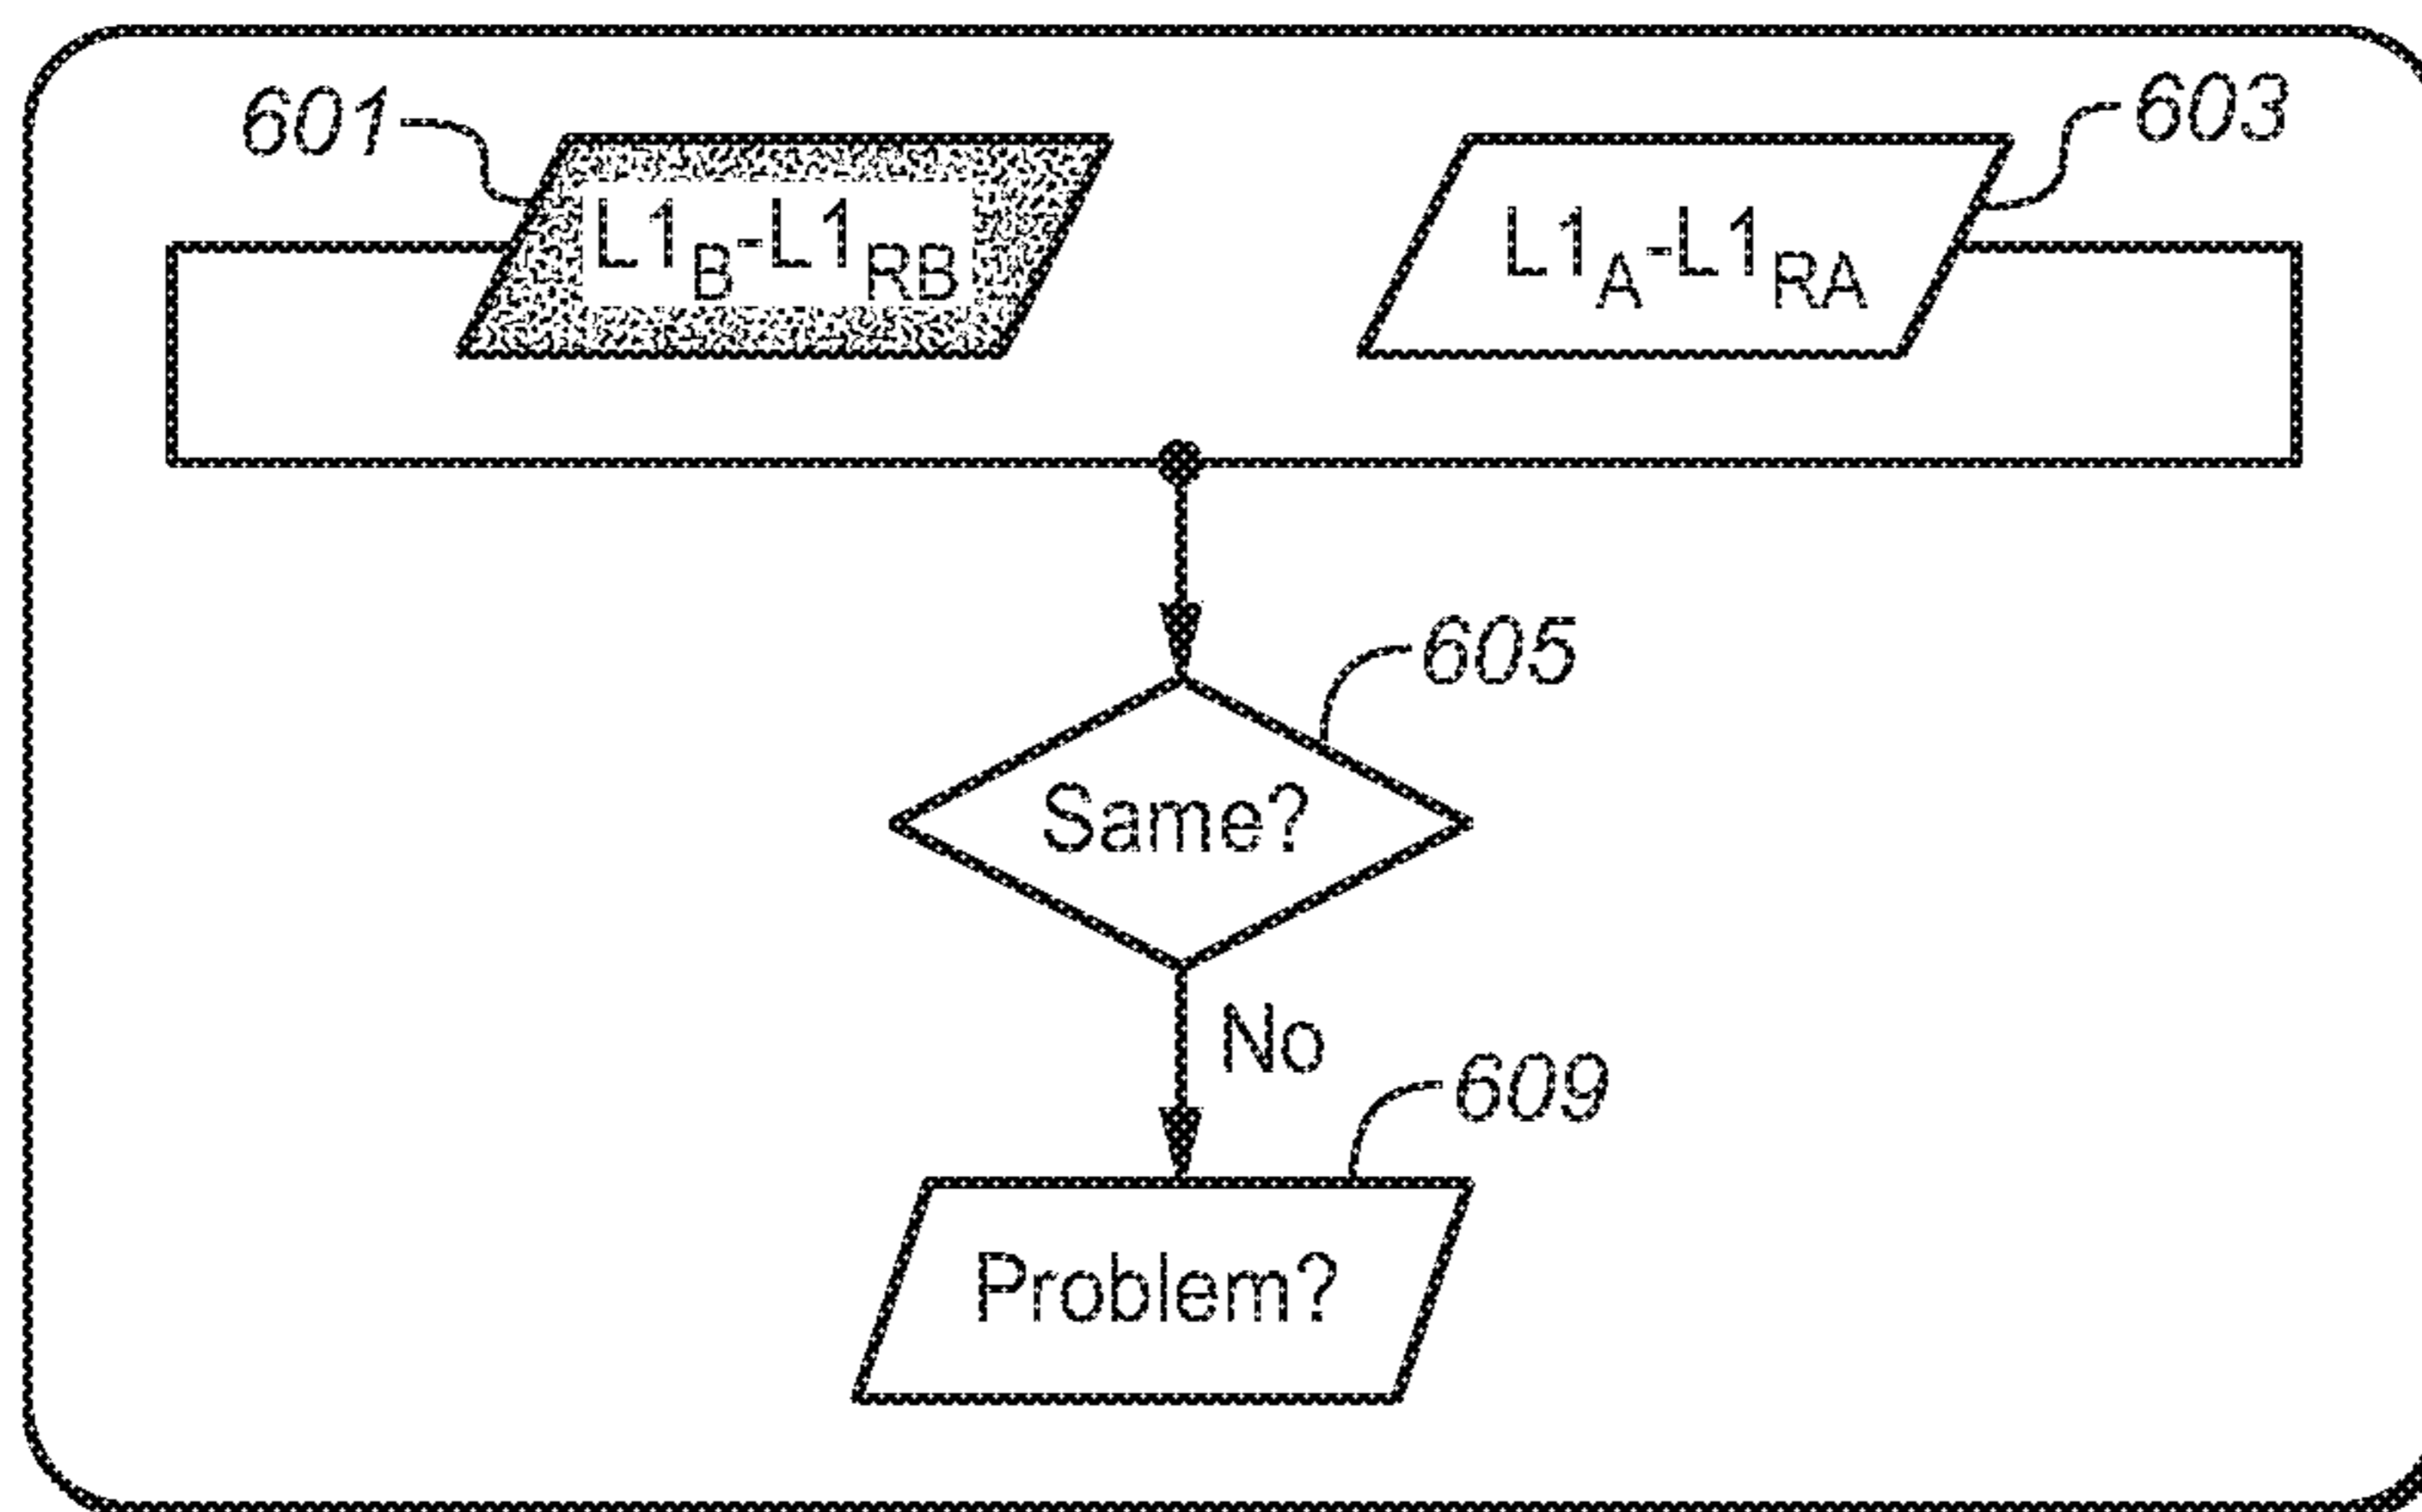 601
603
L1B-L1RB
L1A-L1RA
605
Same?
No
609
Problem?